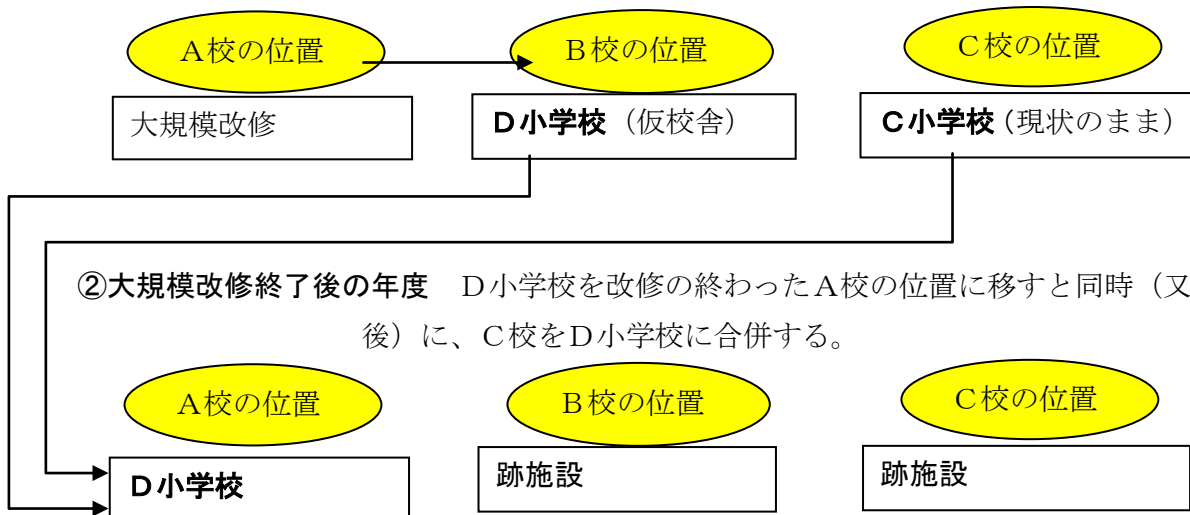 A校の位置
B校の位置
C校の位置
大規模改修
D小学校（仮校舎）
C小学校（現状のまま）
②大規模改修終了後の年度　D小学校を改修の終わったA校の位置に移すと同時（又
後）に、C校をD小学校に合併する。
A校の位置
B校の位置
C校の位置
D小学校
跡施設
跡施設